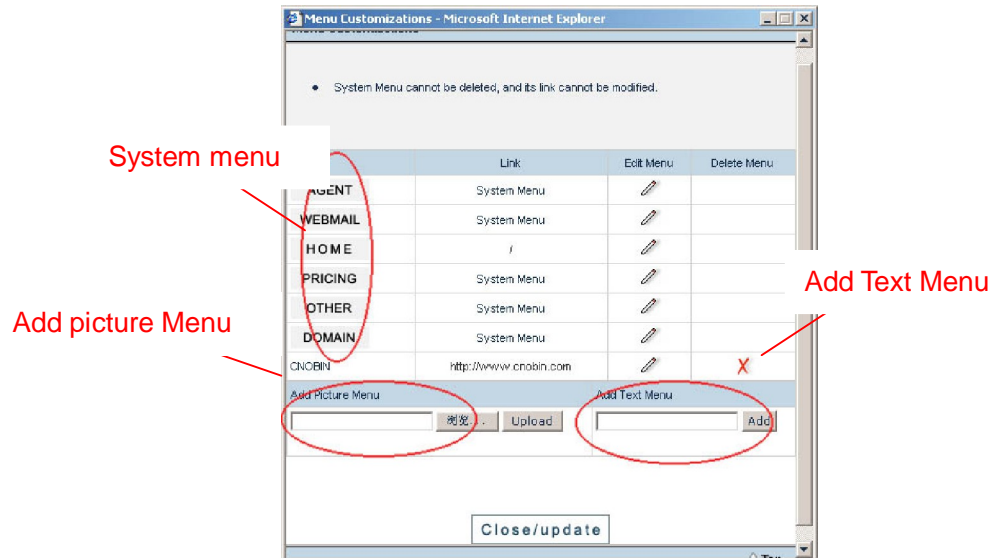 Menu Customizations - Microsoft Internet Explorer
Menu Customizations
• System Menu cannot be deleted, and its link cannot be modified.
System menu
Link Edit Menu Delete Menu
AGENT System Menu
WEBMAIL System Menu
HOME /
PRICING System Menu
Add Text Menu
OTHER System Menu
Add picture Menu
DOMAIN System Menu
CNOBIN http://www.cnobin.com X
Add Picture Menu Add Text Menu
浏览... Upload Add
Close/update
Top